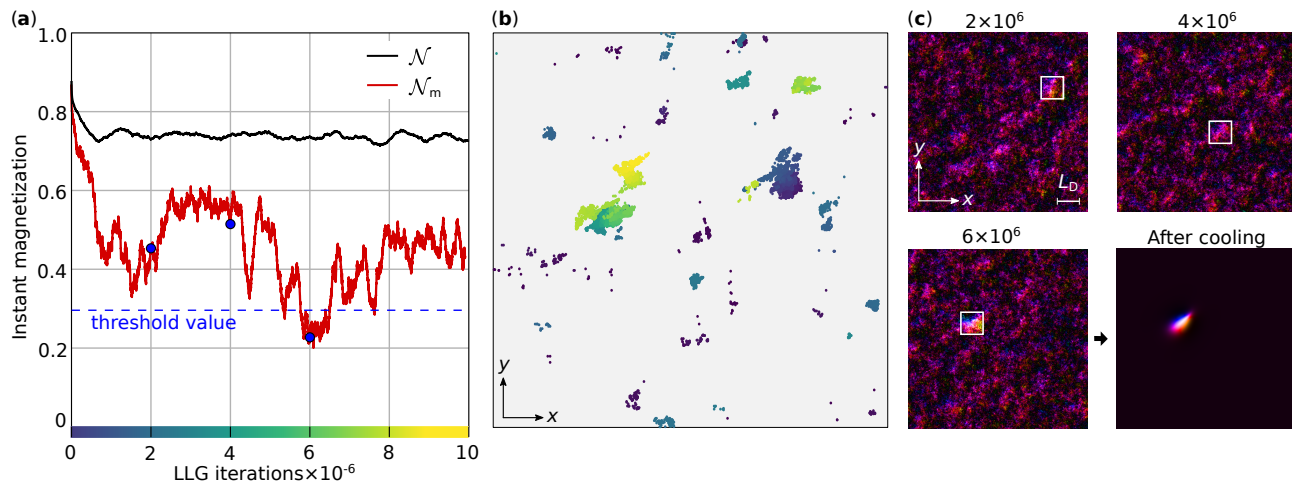 (a)
1.0
0.8
0.6
0.4
0.2
0
𝒩
𝒩m
threshold value
Instant magnetization
0 2 4 6 8 10
LLG iterations×10-6
(b)
y
x
(c)
2×10⁶
4×10⁶
y
x
LD
6×10⁶
After cooling